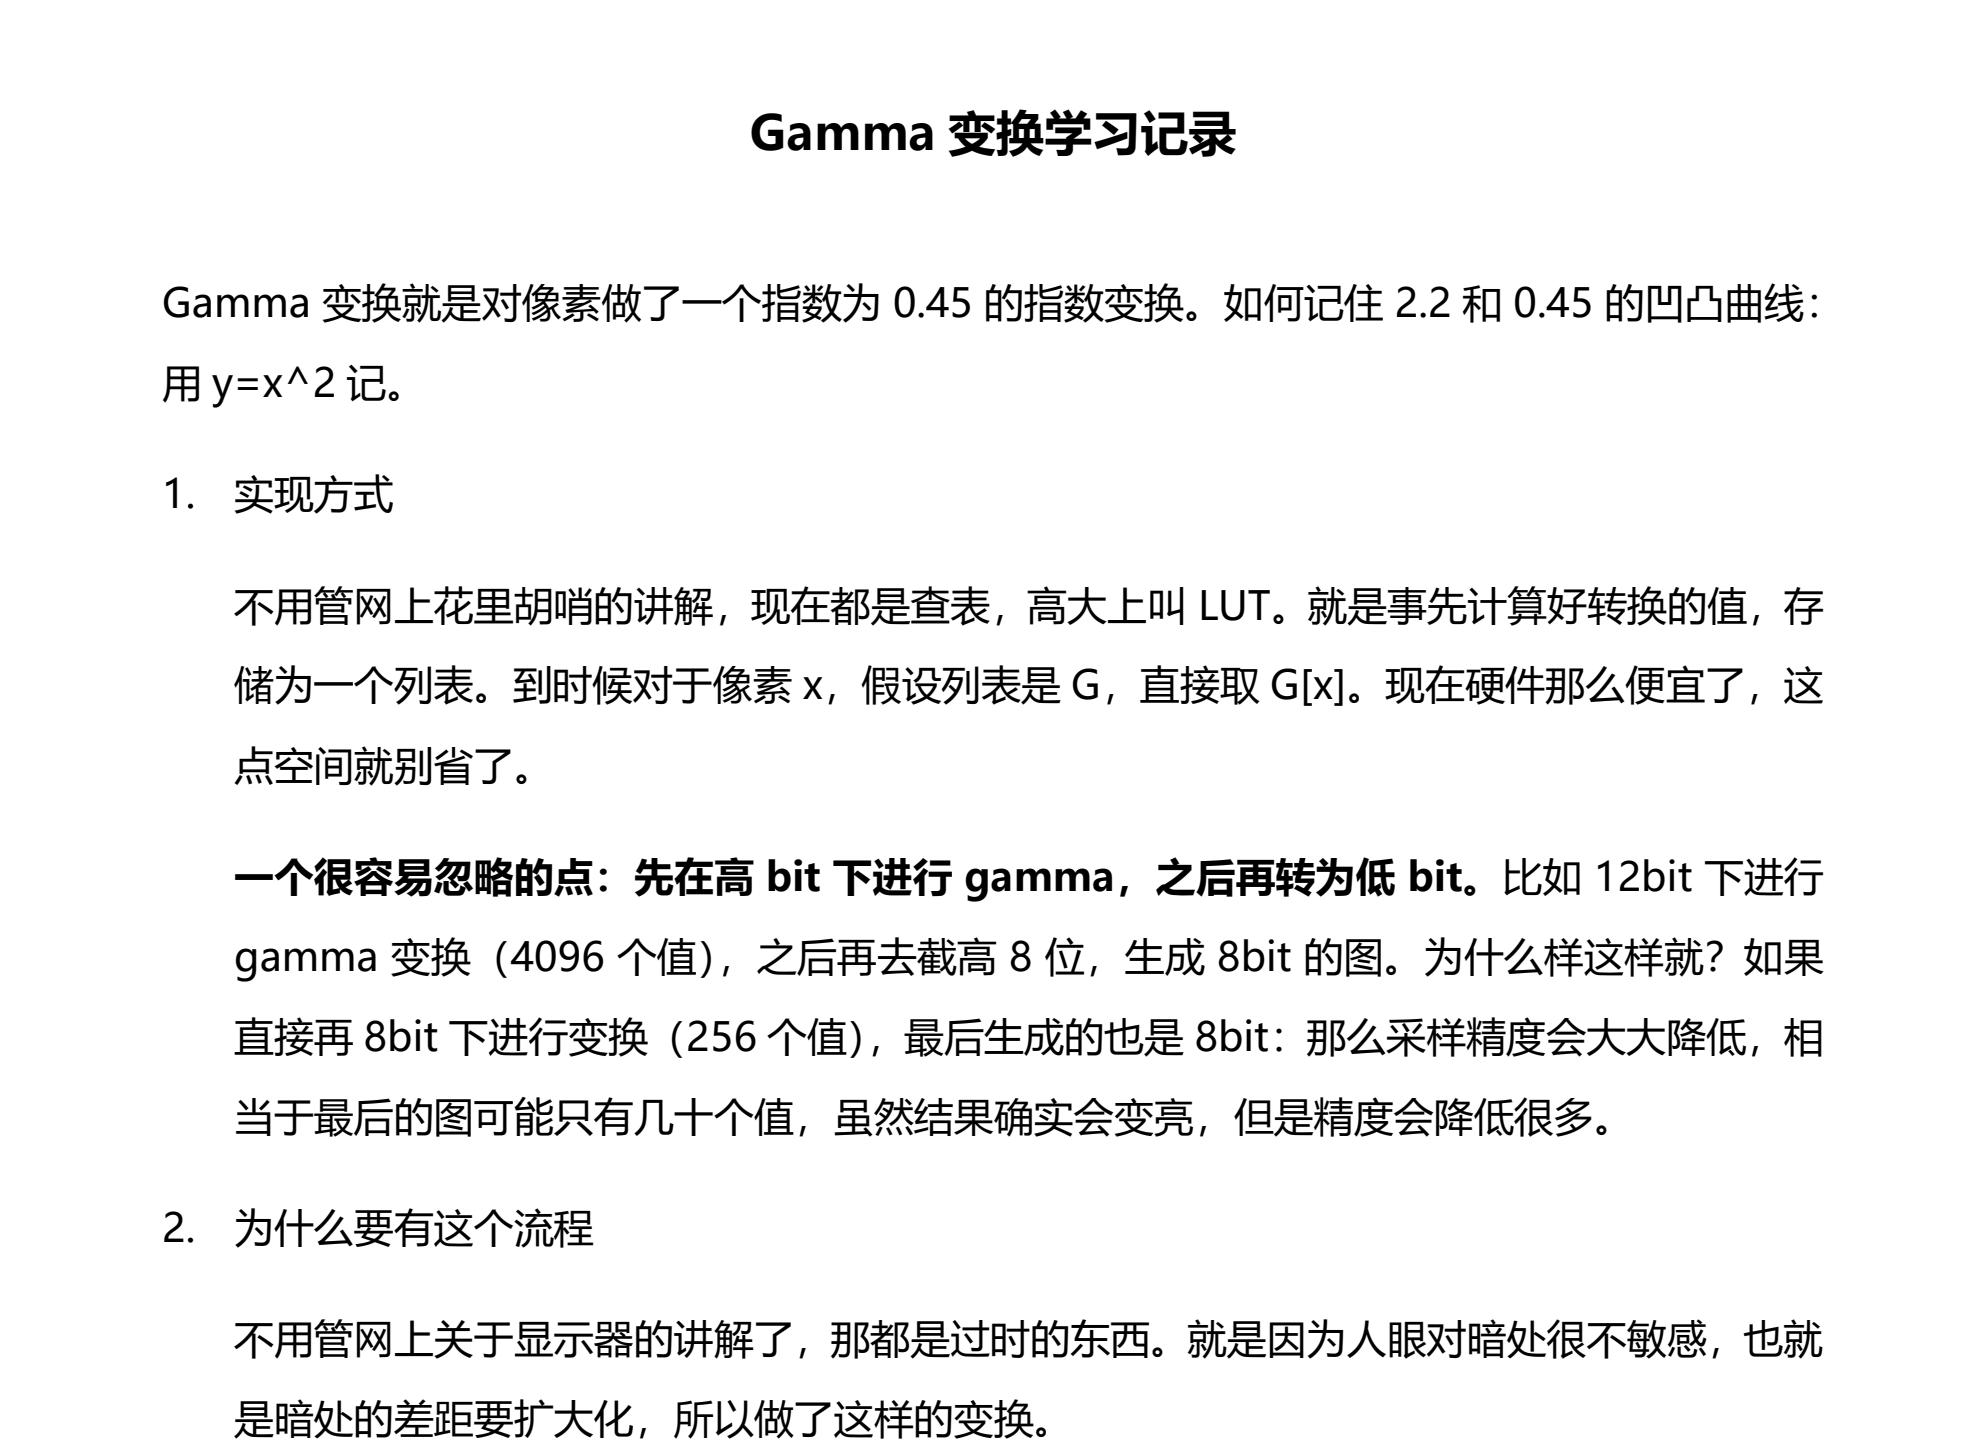 Gamma 变换学习记录
Gamma 变换就是对像素做了一个指数为 0.45 的指数变换。如何记住 2.2 和 0.45 的凹凸曲线：
用 y=x^2 记。
1. 实现方式
不用管网上花里胡哨的讲解，现在都是查表，高大上叫 LUT。就是事先计算好转换的值，存
储为一个列表。到时候对于像素 x，假设列表是 G，直接取 G[x]。现在硬件那么便宜了，这
点空间就别省了。
一个很容易忽略的点：先在高 bit 下进行 gamma，之后再转为低 bit。比如 12bit 下进行
gamma 变换（4096 个值），之后再去截高 8 位，生成 8bit 的图。为什么样这样就？如果
直接再 8bit 下进行变换（256 个值），最后生成的也是 8bit：那么采样精度会大大降低，相
当于最后的图可能只有几十个值，虽然结果确实会变亮，但是精度会降低很多。
2. 为什么要有这个流程
不用管网上关于显示器的讲解了，那都是过时的东西。就是因为人眼对暗处很不敏感，也就
是暗处的差距要扩大化，所以做了这样的变换。